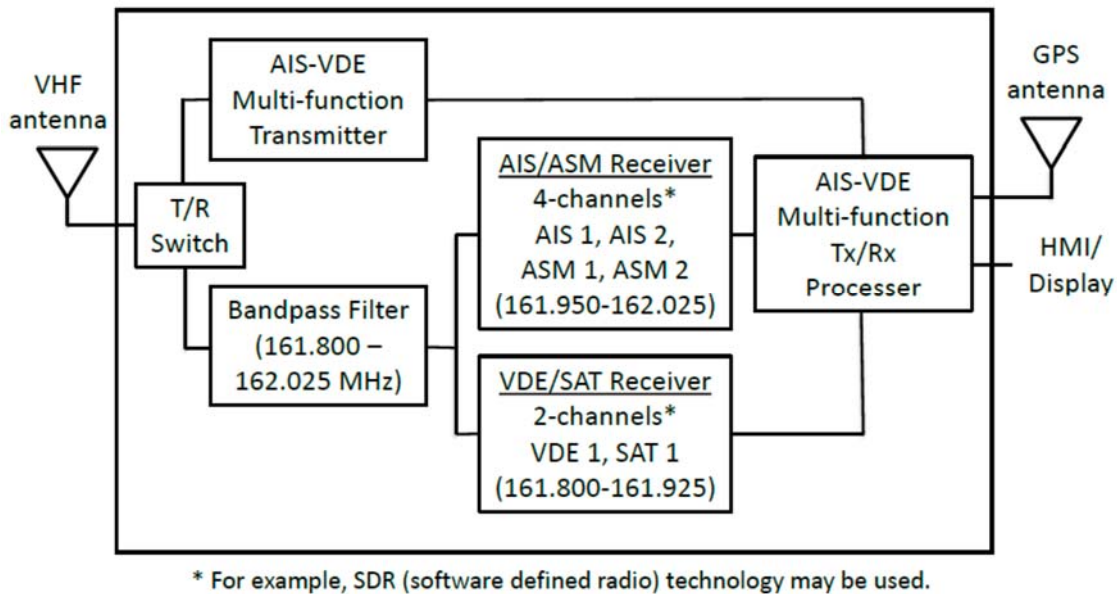 VHF
antenna
AIS-VDE
Multi-function
Transmitter
T/R
Switch
Bandpass Filter
(161.800 –
162.025 MHz)
AIS/ASM Receiver
4-channels*
AIS 1, AIS 2,
ASM 1, ASM 2
(161.950-162.025)
VDE/SAT Receiver
2-channels*
VDE 1, SAT 1
(161.800-161.925)
AIS-VDE
Multi-function
Tx/Rx
Processer
GPS
antenna
HMI/
Display
* For example, SDR (software defined radio) technology may be used.